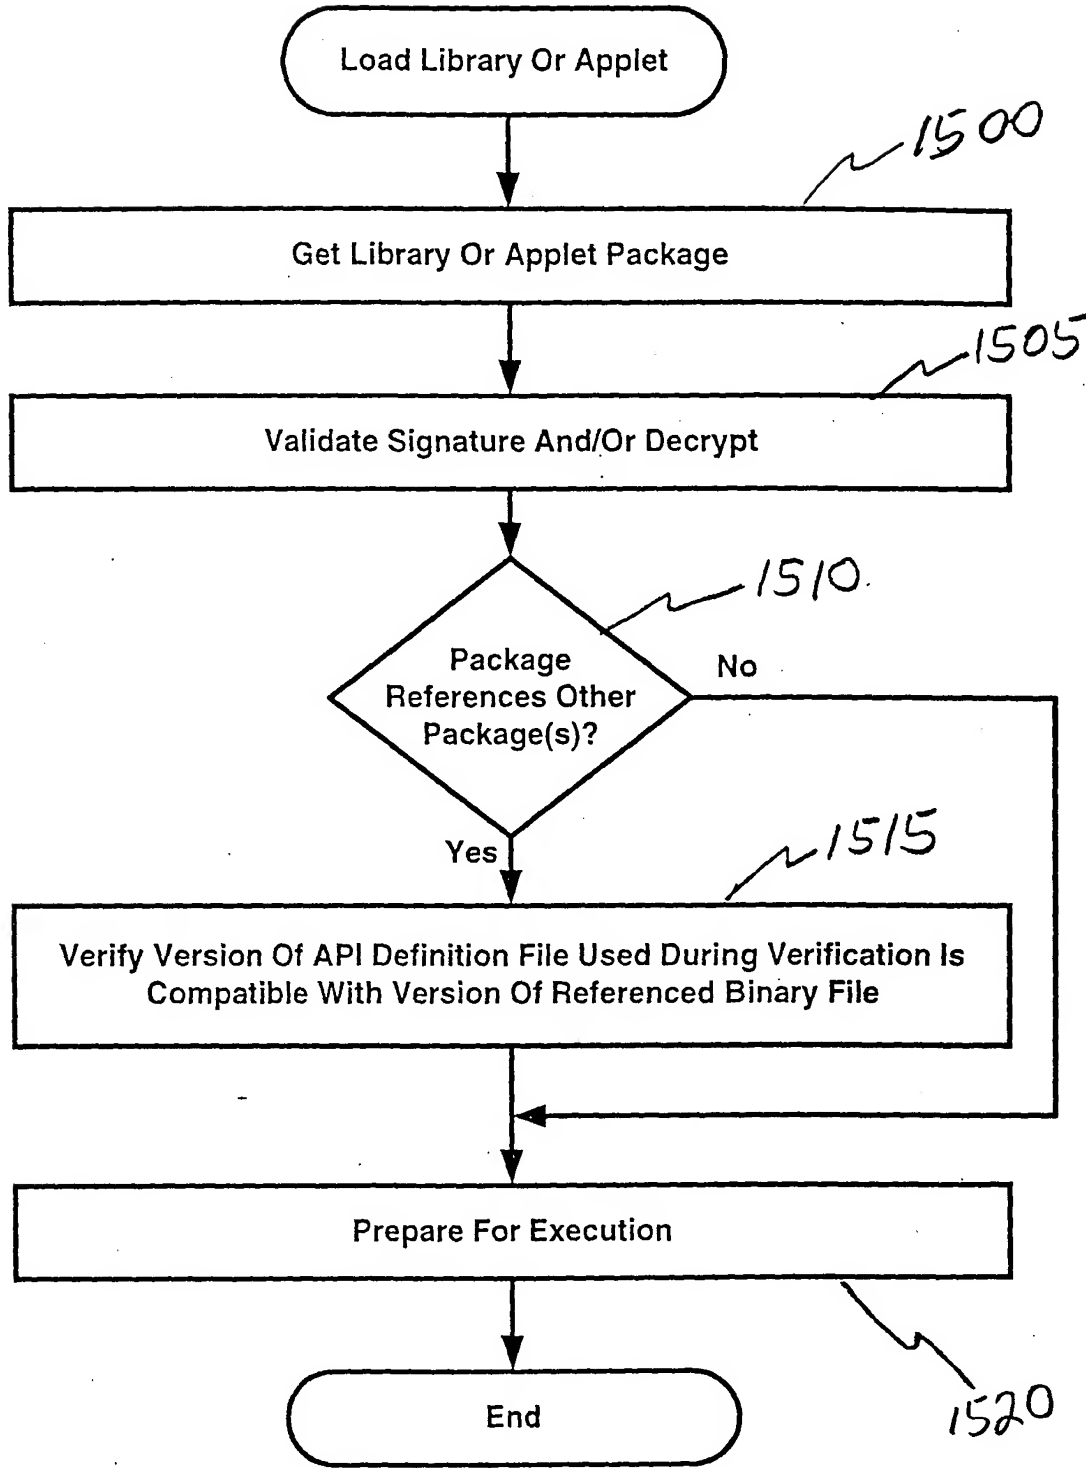 Load Library Or Applet
1500
Get Library Or Applet Package
1505
Validate Signature And/Or Decrypt
1510
Package
References Other
Package(s)?
No
Yes
1515
Verify Version Of API Definition File Used During Verification Is
Compatible With Version Of Referenced Binary File
Prepare For Execution
1520
End